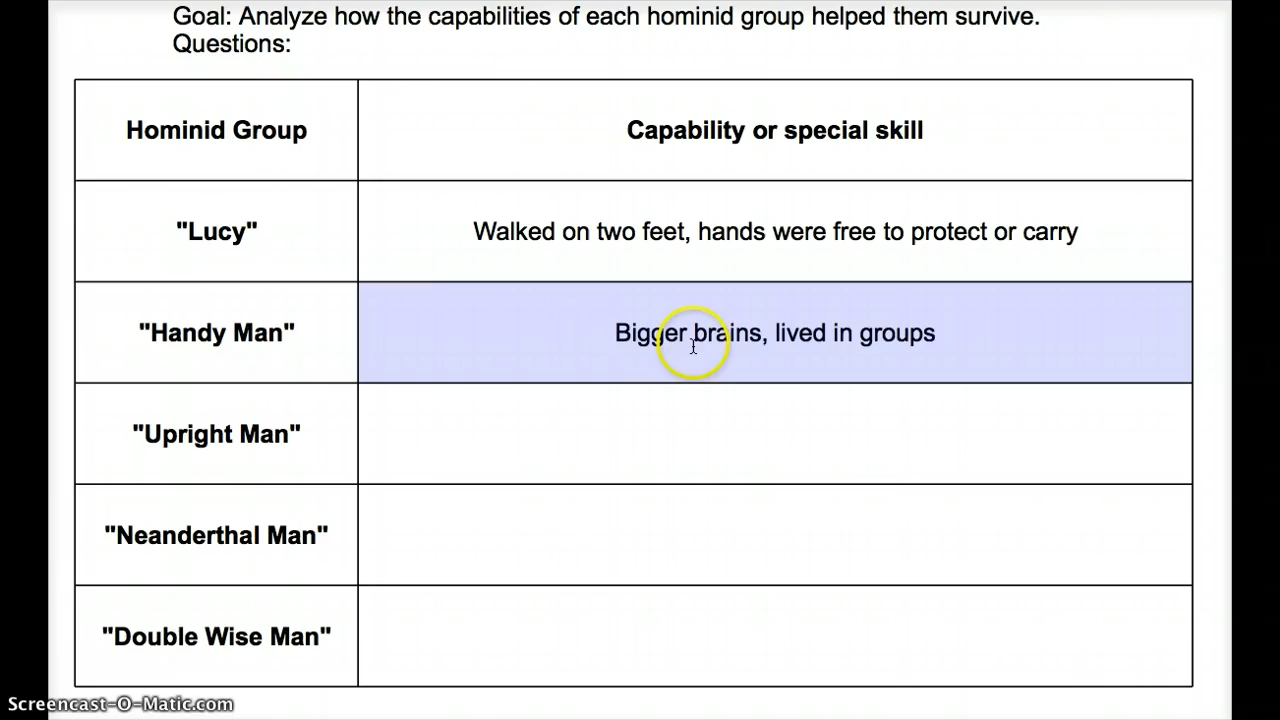 Goal: Analyze how the capabilities of each hominid group helped them survive.
Questions:
Hominid Group
Capability or special skill
"Lucy"
Walked on two feet, hands were free to protect or carry
"Handy Man"
Bigger brains, lived in groups
"Upright Man"
"Neanderthal Man"
"Double Wise Man"
Screencast-O-Matic.com